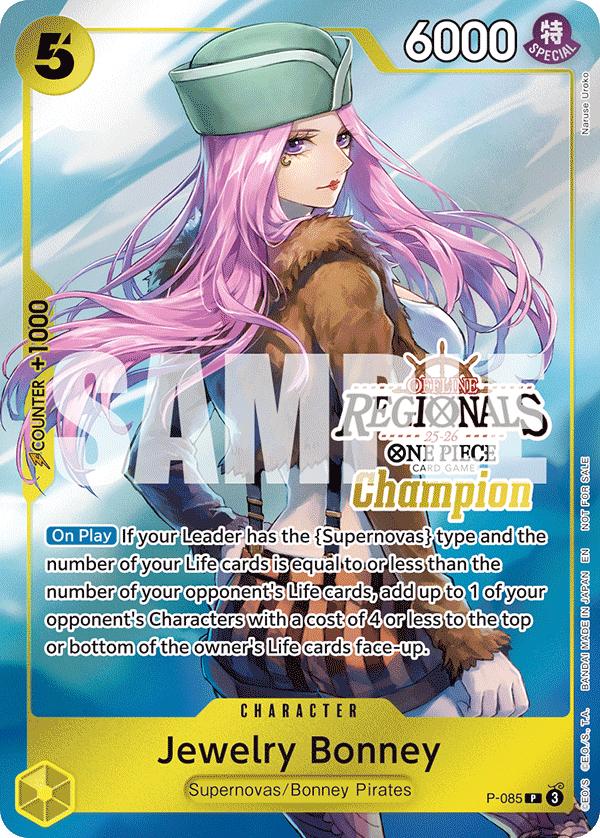 5
6000
特
SPECIAL
Naruse Uroko
COUNTER +1000
SAMPLE
OFFLINE
REGIONALS
25-26
ONE PIECE
CARD GAME
Champion
On Play If your Leader has the {Supernovas} type and the
number of your Life cards is equal to or less than the
number of your opponent's Life cards, add up to 1 of your
opponent's Characters with a cost of 4 or less to the top
or bottom of the owner's Life cards face-up.
©E.O/S ©E.O./S., T.A. BANDAI MADE IN JAPAN EN NOT FOR SALE
CHARACTER
Jewelry Bonney
Supernovas/Bonney Pirates
P-085 P 3